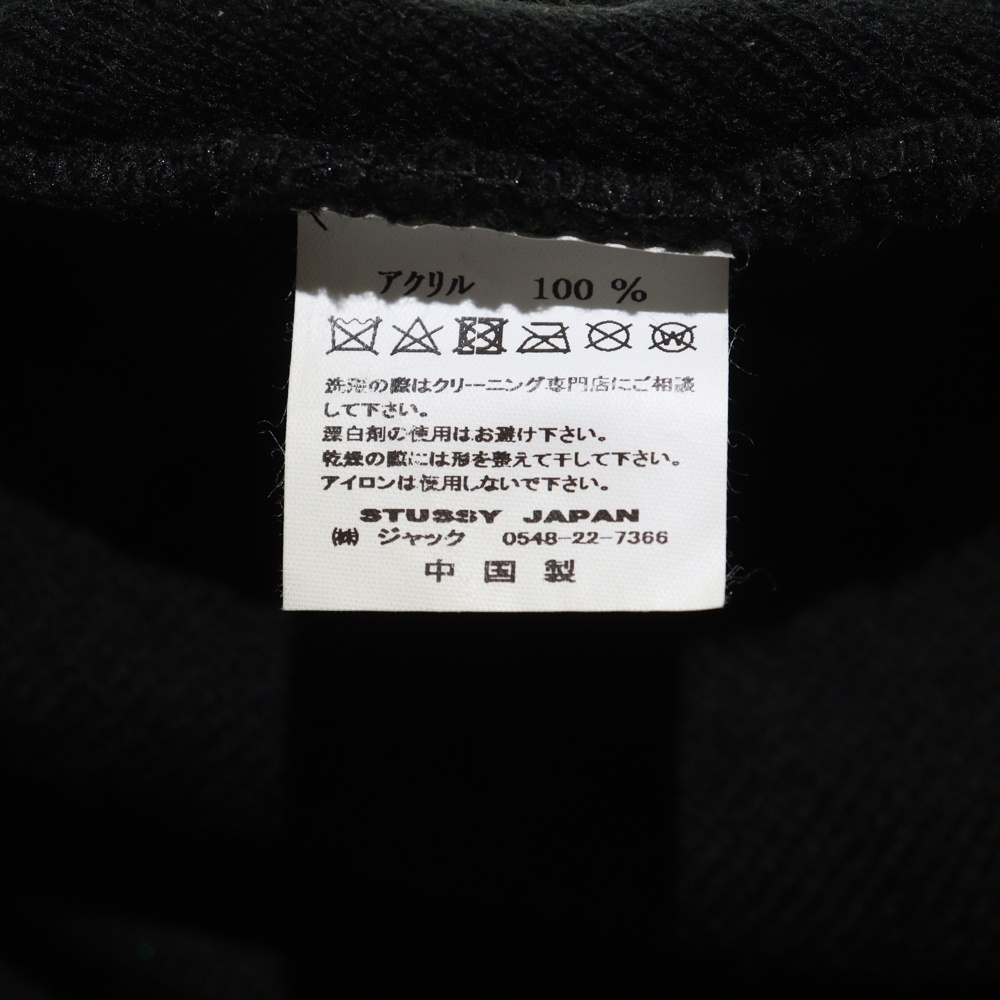 アクリル 100 %
洗濯の際はクリーニング専門店にご相談
して下さい。
漂白剤の使用はお避け下さい。
乾燥の際には形を整えて干して下さい。
アイロンは使用しないで下さい。
STUSSY JAPAN
㈱ ジャック 0548-22-7366
中国製